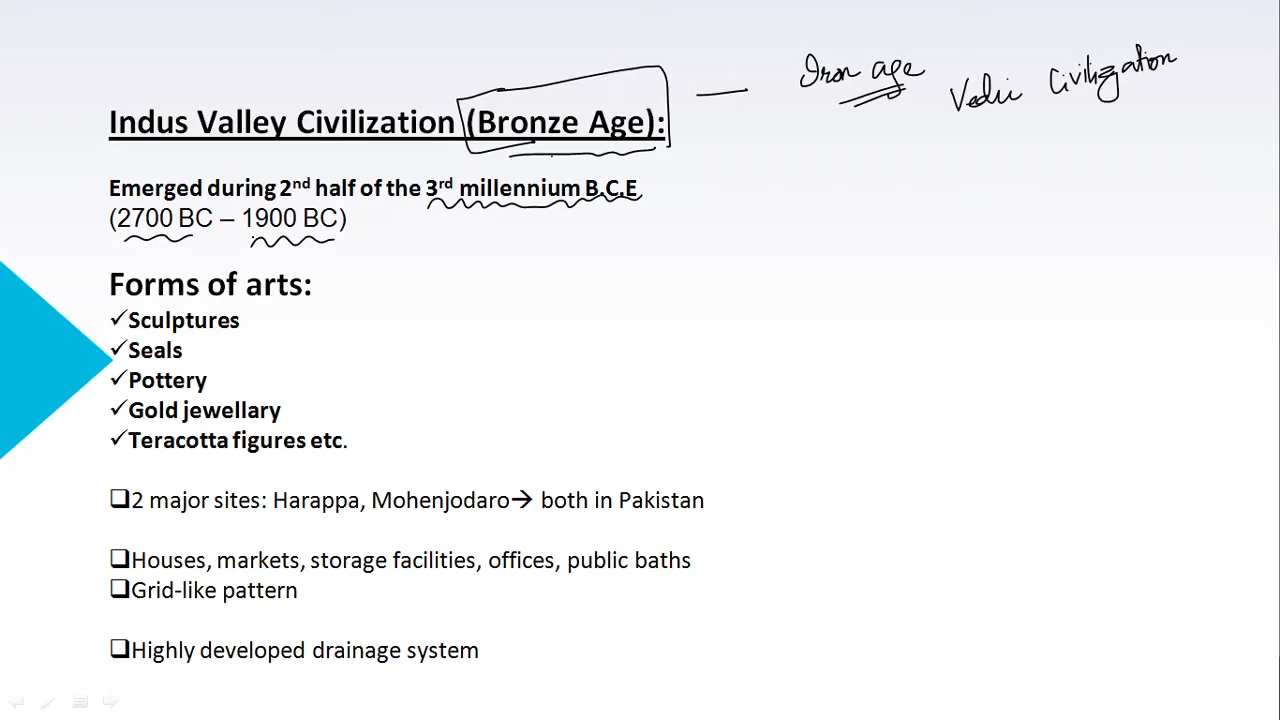 Iron age Vedic Civilization
Indus Valley Civilization (Bronze Age):
Emerged during 2nd half of the 3rd millennium B.C.E
(2700 BC – 1900 BC)
Forms of arts:
✓Sculptures
✓Seals
✓Pottery
✓Gold jewellary
✓Teracotta figures etc.
❑2 major sites: Harappa, Mohenjodaro→ both in Pakistan
❑Houses, markets, storage facilities, offices, public baths
❑Grid-like pattern
❑Highly developed drainage system